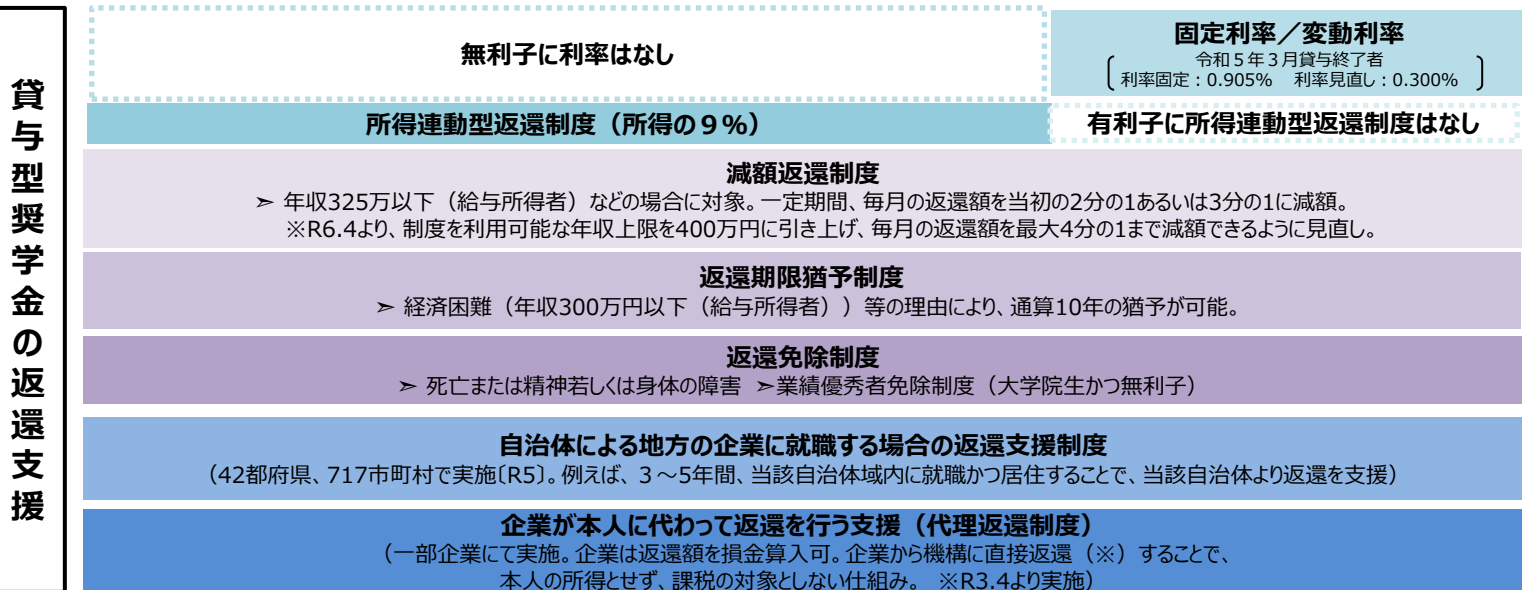 貸与型奨学金の返還支援
無利子に利率はなし
固定利率／変動利率
令和５年３月貸与終了者
利率固定：0.905%　利率見直し：0.300%
所得連動型返還制度（所得の９％）
有利子に所得連動型返還制度はなし
減額返還制度
➢ 年収325万以下（給与所得者）などの場合に対象。一定期間、毎月の返還額を当初の2分の1あるいは3分の1に減額。
※R6.4より、制度を利用可能な年収上限を400万円に引き上げ、毎月の返還額を最大4分の1まで減額できるように見直し。
返還期限猶予制度
➢ 経済困難（年収300万円以下（給与所得者））等の理由により、通算10年の猶予が可能。
返還免除制度
➢ 死亡または精神若しくは身体の障害 ➢業績優秀者免除制度（大学院生かつ無利子）
自治体による地方の企業に就職する場合の返還支援制度
（42都府県、717市町村で実施〔R5〕。例えば、３～5年間、当該自治体域内に就職かつ居住することで、当該自治体より返還を支援）
企業が本人に代わって返還を行う支援（代理返還制度）
（一部企業にて実施。企業は返還額を損金算入可。企業から機構に直接返還（※）することで、
本人の所得とせず、課税の対象としない仕組み。 ※R3.4より実施）